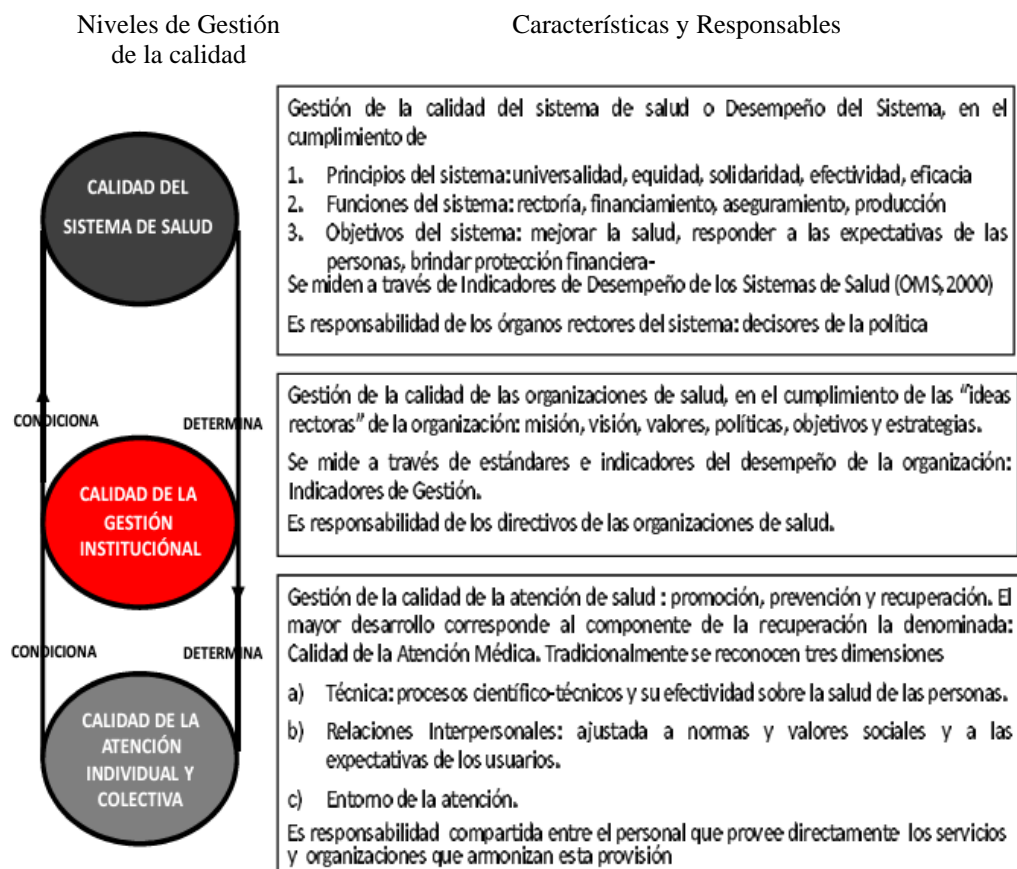 Niveles de Gestión
de la calidad
Características y Responsables
CALIDAD DEL
SISTEMA DE SALUD
Gestión de la calidad del sistema de salud o Desempeño del Sistema, en el
cumplimiento de
1. Principios del sistema: universalidad, equidad, solidaridad, efectividad, eficacia
2. Funciones del sistema: rectoría, financiamiento, aseguramiento, producción
3. Objetivos del sistema: mejorar la salud, responder a las expectativas de las
personas, brindar protección financiera-
Se miden a través de Indicadores de Desempeño de los Sistemas de Salud (OMS, 2000)
Es responsabilidad de los órganos rectores del sistema: decisores de la política
CONDICIONA
DETERMINA
CALIDAD DE LA
GESTIÓN
INSTITUCIÓNAL
Gestión de la calidad de las organizaciones de salud, en el cumplimiento de las "ideas
rectoras" de la organización: misión, visión, valores, políticas, objetivos y estrategias.
Se mide a través de estándares e indicadores del desempeño de la organización:
Indicadores de Gestión.
Es responsabilidad de los directivos de las organizaciones de salud.
CONDICIONA
DETERMINA
CALIDAD DE LA
ATENCIÓN
INDIVIDUAL Y
COLECTIVA
Gestión de la calidad de la atención de salud : promoción, prevención y recuperación. El
mayor desarrollo corresponde al componente de la recuperación la denominada:
Calidad de la Atención Médica. Tradicionalmente se reconocen tres dimensiones
a) Técnica: procesos científico-técnicos y su efectividad sobre la salud de las personas.
b) Relaciones Interpersonales: ajustada a normas y valores sociales y a las
expectativas de los usuarios.
c) Entorno de la atención.
Es responsabilidad compartida entre el personal que provee directamente los servicios
y organizaciones que armonizan esta provisión